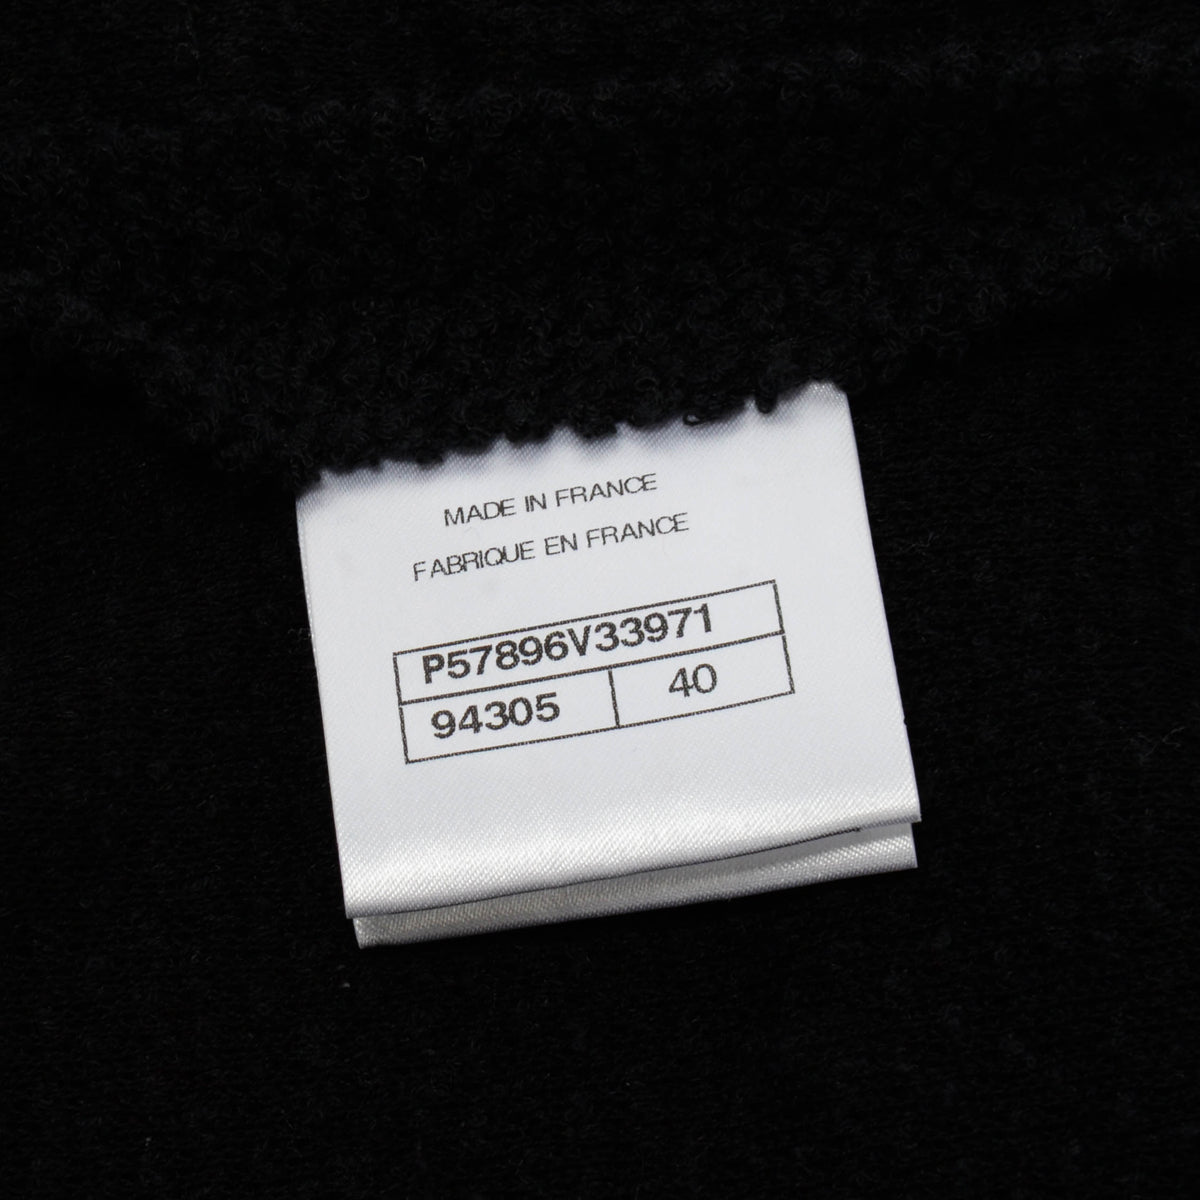 MADE IN FRANCE
FABRIQUE EN FRANCE
P57896V33971
94305 40